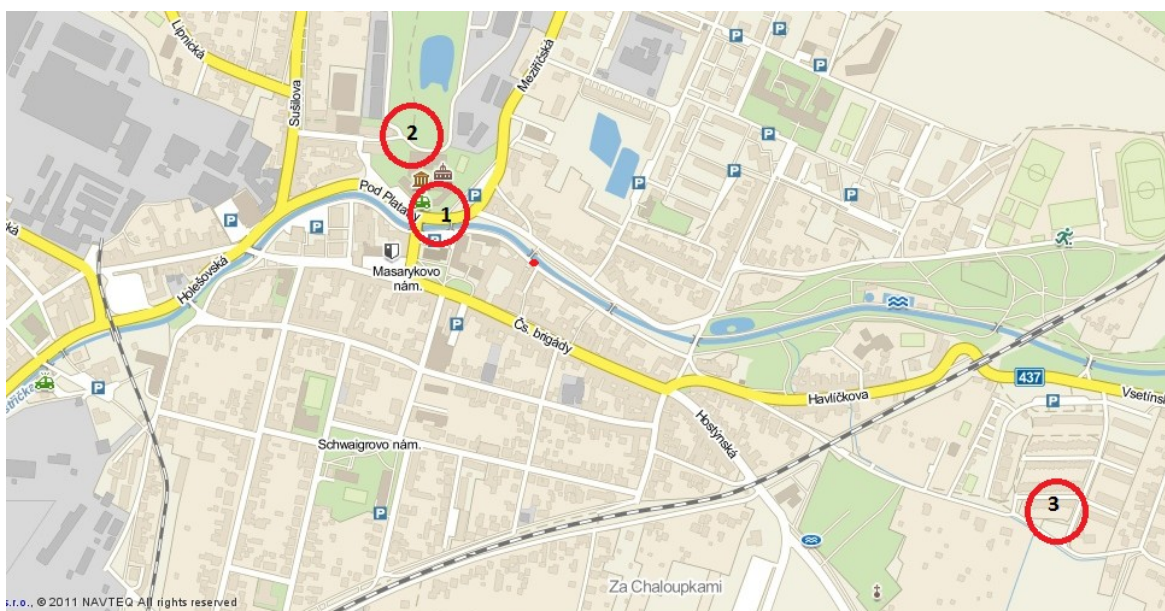 Lipnická
Sušilova
Meziříčská
2
Pod Platany
1
Masarykovo
nám.
Holešovská
Čs. brigády
Havlíčkova
437
Hostýnská
Schwaigrovo nám.
3
Za Chaloupkami
s.r.o., © 2011 NAVTEQ All rights reserved